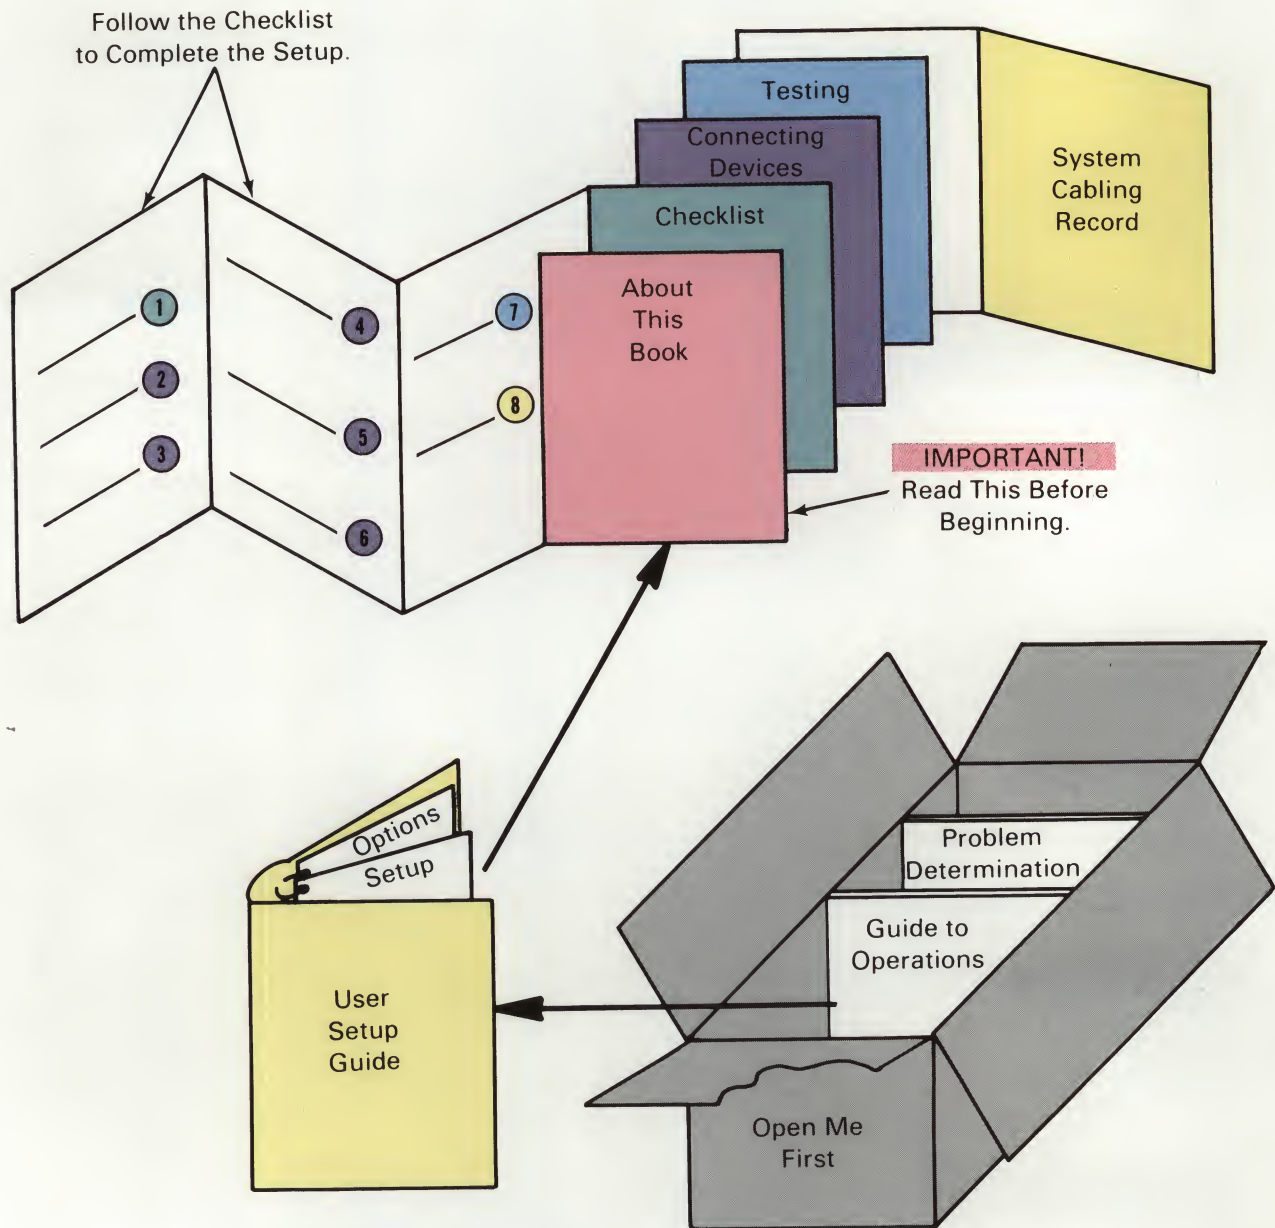 Follow the Checklist
to Complete the Setup.
Testing
Connecting
Devices
Checklist
About
This
Book
System
Cabling
Record
1
2
3
4
5
6
7
8
IMPORTANT!
Read This Before
Beginning.
Options
Setup
User
Setup
Guide
Problem
Determination
Guide to
Operations
Open Me
First